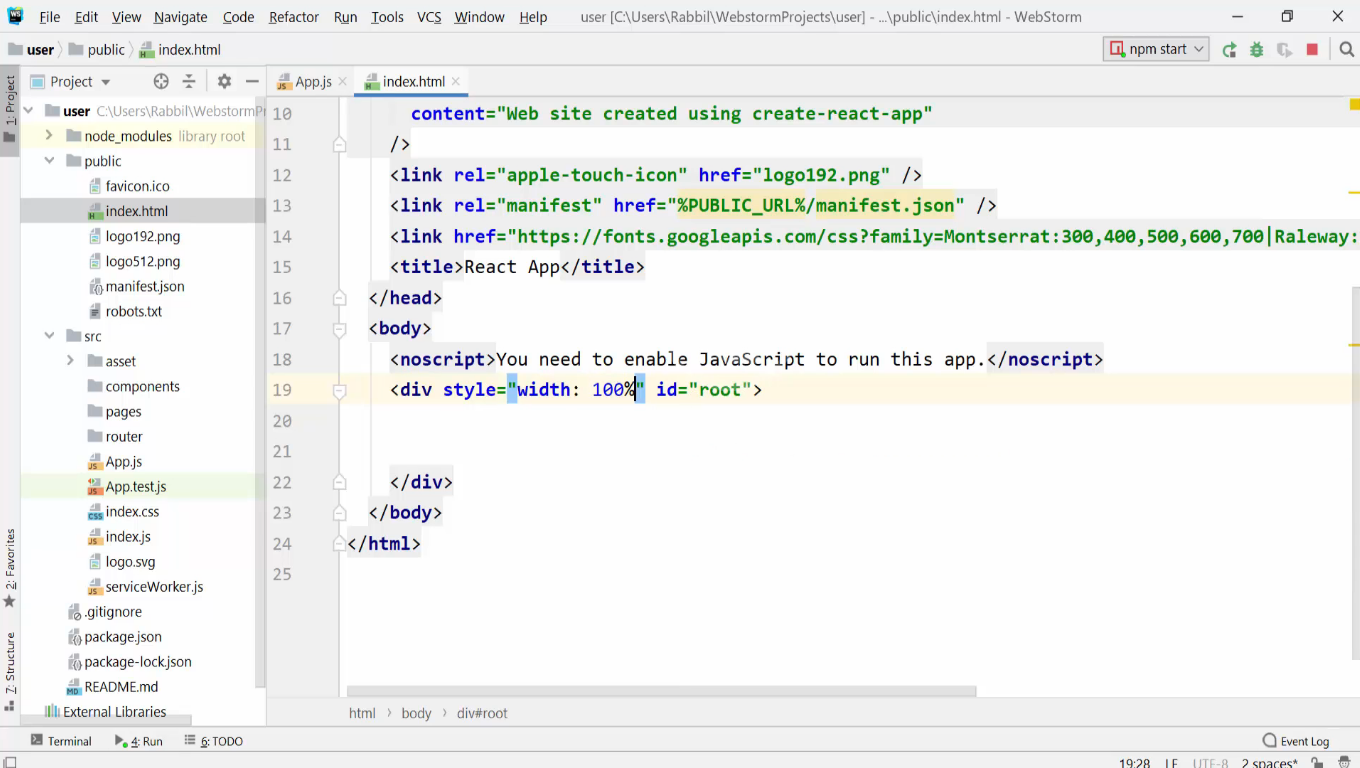 WS File Edit View Navigate Code Refactor Run Tools VCS Window Help user [C:\Users\Rabbil\WebstormProjects\user] - ...\public\index.html - WebStorm
user public index.html npm start
1: Project
Project App.js index.html
user C:\Users\Rabbil\WebstormPr
node_modules library root
public
favicon.ico
index.html
logo192.png
logo512.png
manifest.json
robots.txt
src
asset
components
pages
router
App.js
App.test.js
index.css
index.js
logo.svg
serviceWorker.js
.gitignore
package.json
package-lock.json
README.md
External Libraries
2: Favorites
Z: Structure
10 content="Web site created using create-react-app"
11 />
12 <link rel="apple-touch-icon" href="logo192.png" />
13 <link rel="manifest" href="%PUBLIC_URL%/manifest.json" />
14 <link href="https://fonts.googleapis.com/css?family=Montserrat:300,400,500,600,700|Raleway:
15 <title>React App</title>
16 </head>
17 <body>
18 <noscript>You need to enable JavaScript to run this app.</noscript>
19 <div style="width: 100%" id="root">
20
21
22 </div>
23 </body>
24 </html>
25
html body div#root
Terminal 4: Run 6: TODO Event Log
19:28 LF UTF-8 2 spaces*